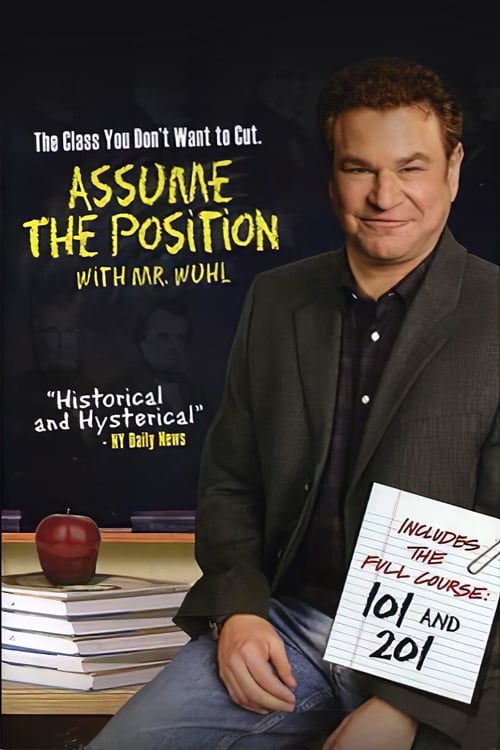 The Class You Don't Want to Cut.
ASSUME
THE POSITION
WITH MR. WUHL
"Historical
and Hysterical"
- NY Daily News
INCLUDES
THE
FULL COURSE:
101 AND
201